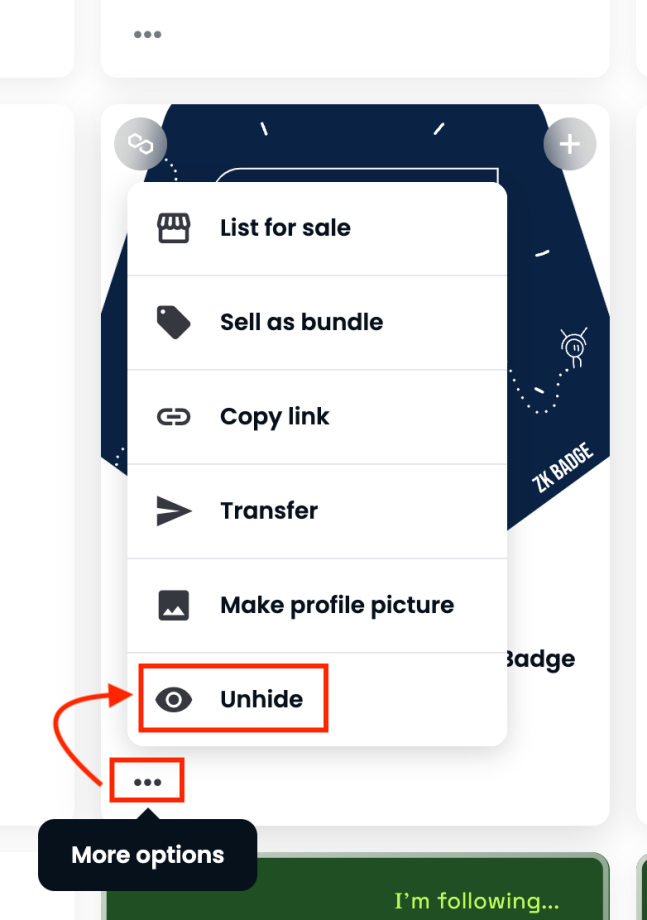 List for sale
Sell as bundle
Copy link
Transfer
ZK BADGE
Make profile picture
Badge
Unhide
More options
I'm following...